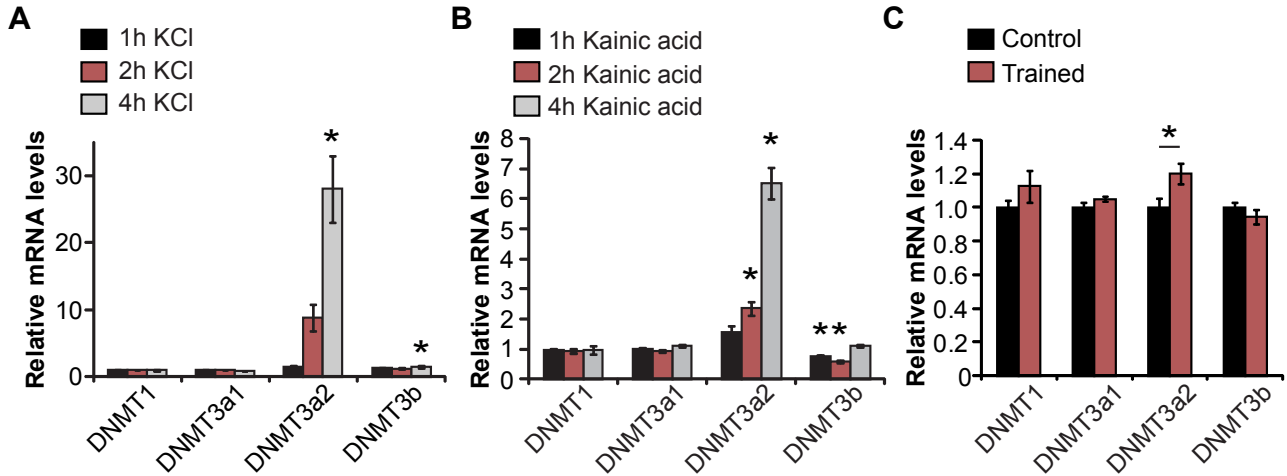 A
1h KCl
2h KCl
4h KCl
Relative mRNA levels
30
20
10
0
*
*
DNMT1
DNMT3a1
DNMT3a2
DNMT3b
B
1h Kainic acid
2h Kainic acid
4h Kainic acid
Relative mRNA levels
8
7
6
5
4
3
2
1
0
*
*
**
DNMT1
DNMT3a1
DNMT3a2
DNMT3b
C
Control
Trained
Relative mRNA levels
1.4
1.2
1.0
0.8
0.6
0.4
0.2
0
*
DNMT1
DNMT3a1
DNMT3a2
DNMT3b